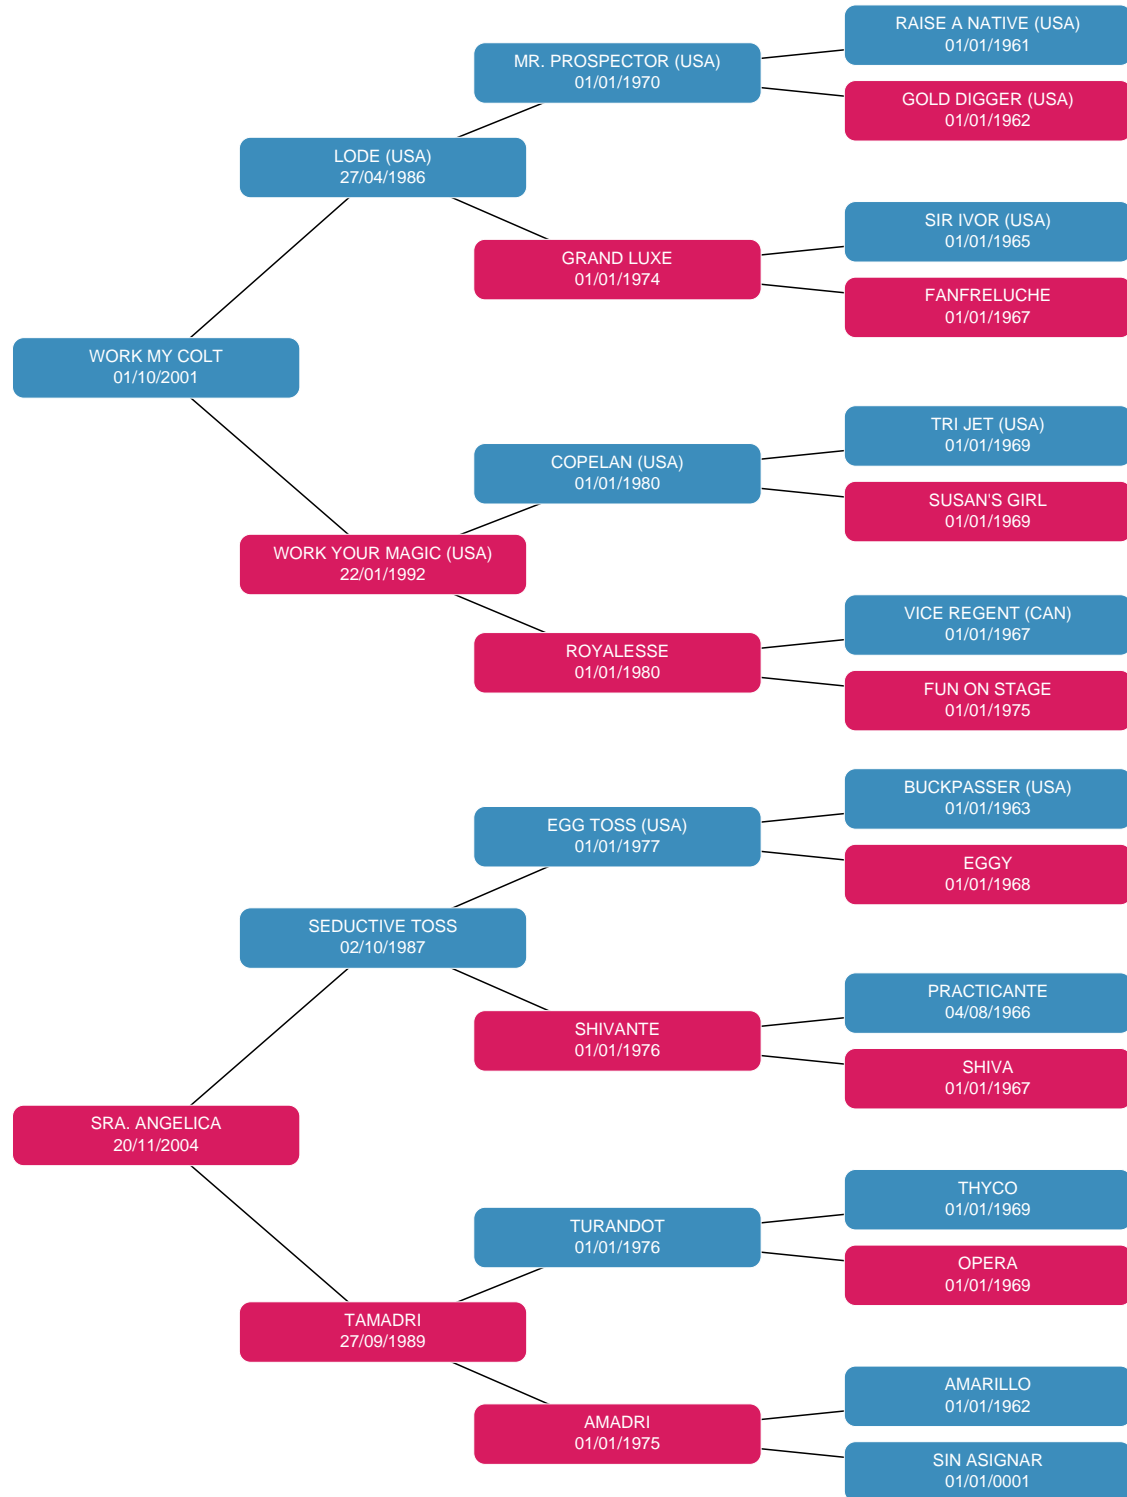 RAISE A NATIVE (USA)
01/01/1961
MR. PROSPECTOR (USA)
01/01/1970
GOLD DIGGER (USA)
01/01/1962
LODE (USA)
27/04/1986
SIR IVOR (USA)
01/01/1965
GRAND LUXE
01/01/1974
FANFRELUCHE
01/01/1967
WORK MY COLT
01/10/2001
TRI JET (USA)
01/01/1969
COPELAN (USA)
01/01/1980
SUSAN'S GIRL
01/01/1969
WORK YOUR MAGIC (USA)
22/01/1992
VICE REGENT (CAN)
01/01/1967
ROYALESSE
01/01/1980
FUN ON STAGE
01/01/1975
BUCKPASSER (USA)
01/01/1963
EGG TOSS (USA)
01/01/1977
EGGY
01/01/1968
SEDUCTIVE TOSS
02/10/1987
PRACTICANTE
04/08/1966
SHIVANTE
01/01/1976
SHIVA
01/01/1967
SRA. ANGELICA
20/11/2004
THYCO
01/01/1969
TURANDOT
01/01/1976
OPERA
01/01/1969
TAMADRI
27/09/1989
AMARILLO
01/01/1962
AMADRI
01/01/1975
SIN ASIGNAR
01/01/0001